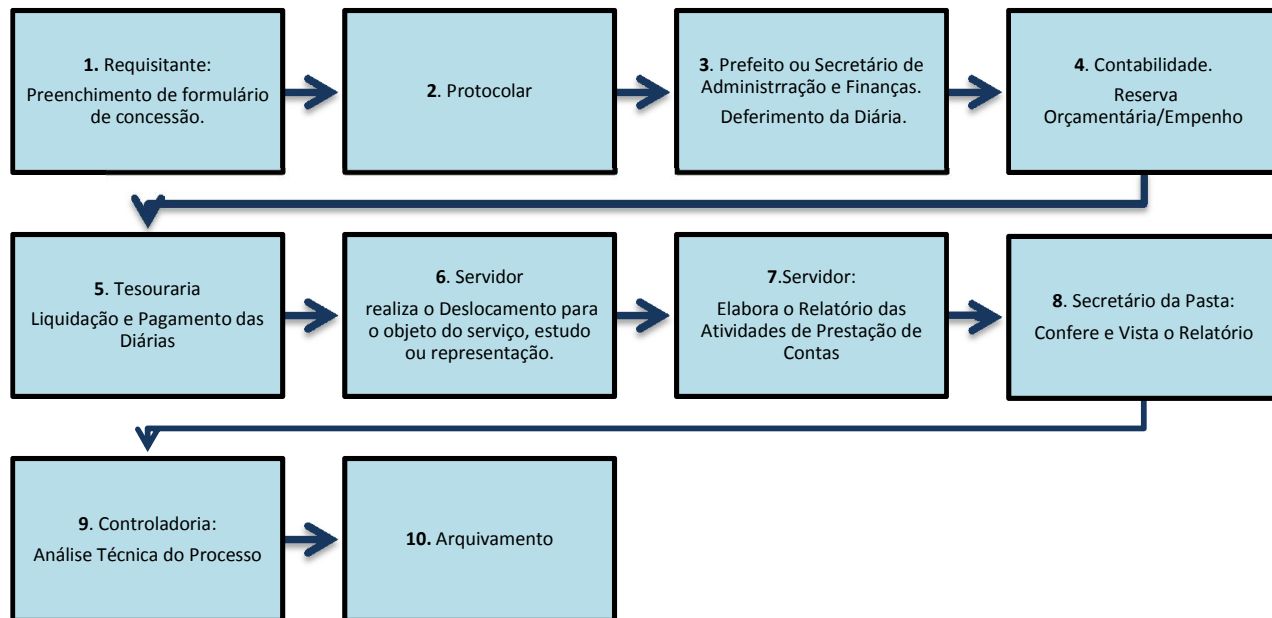 1. Requisitante:
Preenchimento de formulário
de concessão.
2. Protocolar
3. Prefeito ou Secretário de
Administrração e Finanças.
Deferimento da Diária.
4. Contabilidade.
Reserva
Orçamentária/Empenho
5. Tesouraria
Liquidação e Pagamento das
Diárias
6. Servidor
realiza o Deslocamento para
o objeto do serviço, estudo
ou representação.
7.Servidor:
Elabora o Relatório das
Atividades de Prestação de
Contas
8. Secretário da Pasta:
Confere e Vista o Relatório
9. Controladoria:
Análise Técnica do Processo
10. Arquivamento